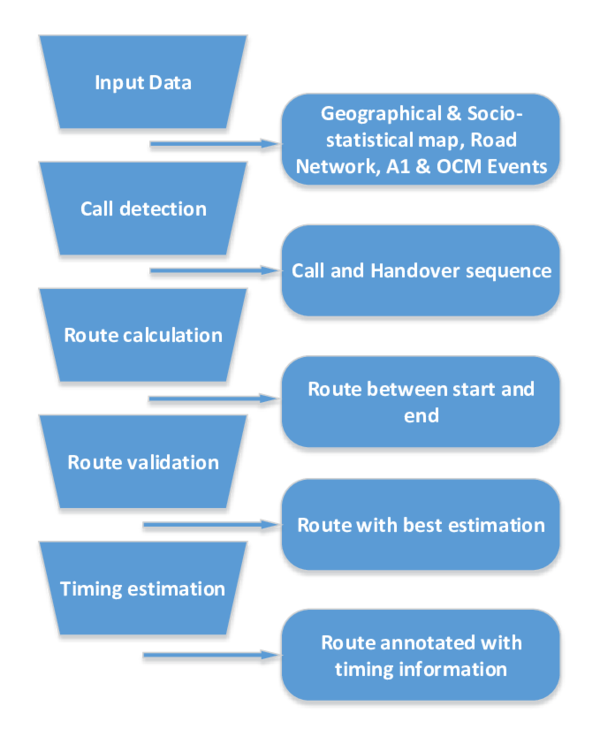 Input Data
Geographical & Socio-
statistical map, Road
Network, A1 & OCM Events
Call detection
Call and Handover sequence
Route calculation
Route between start and
end
Route validation
Route with best estimation
Timing estimation
Route annotated with
timing information